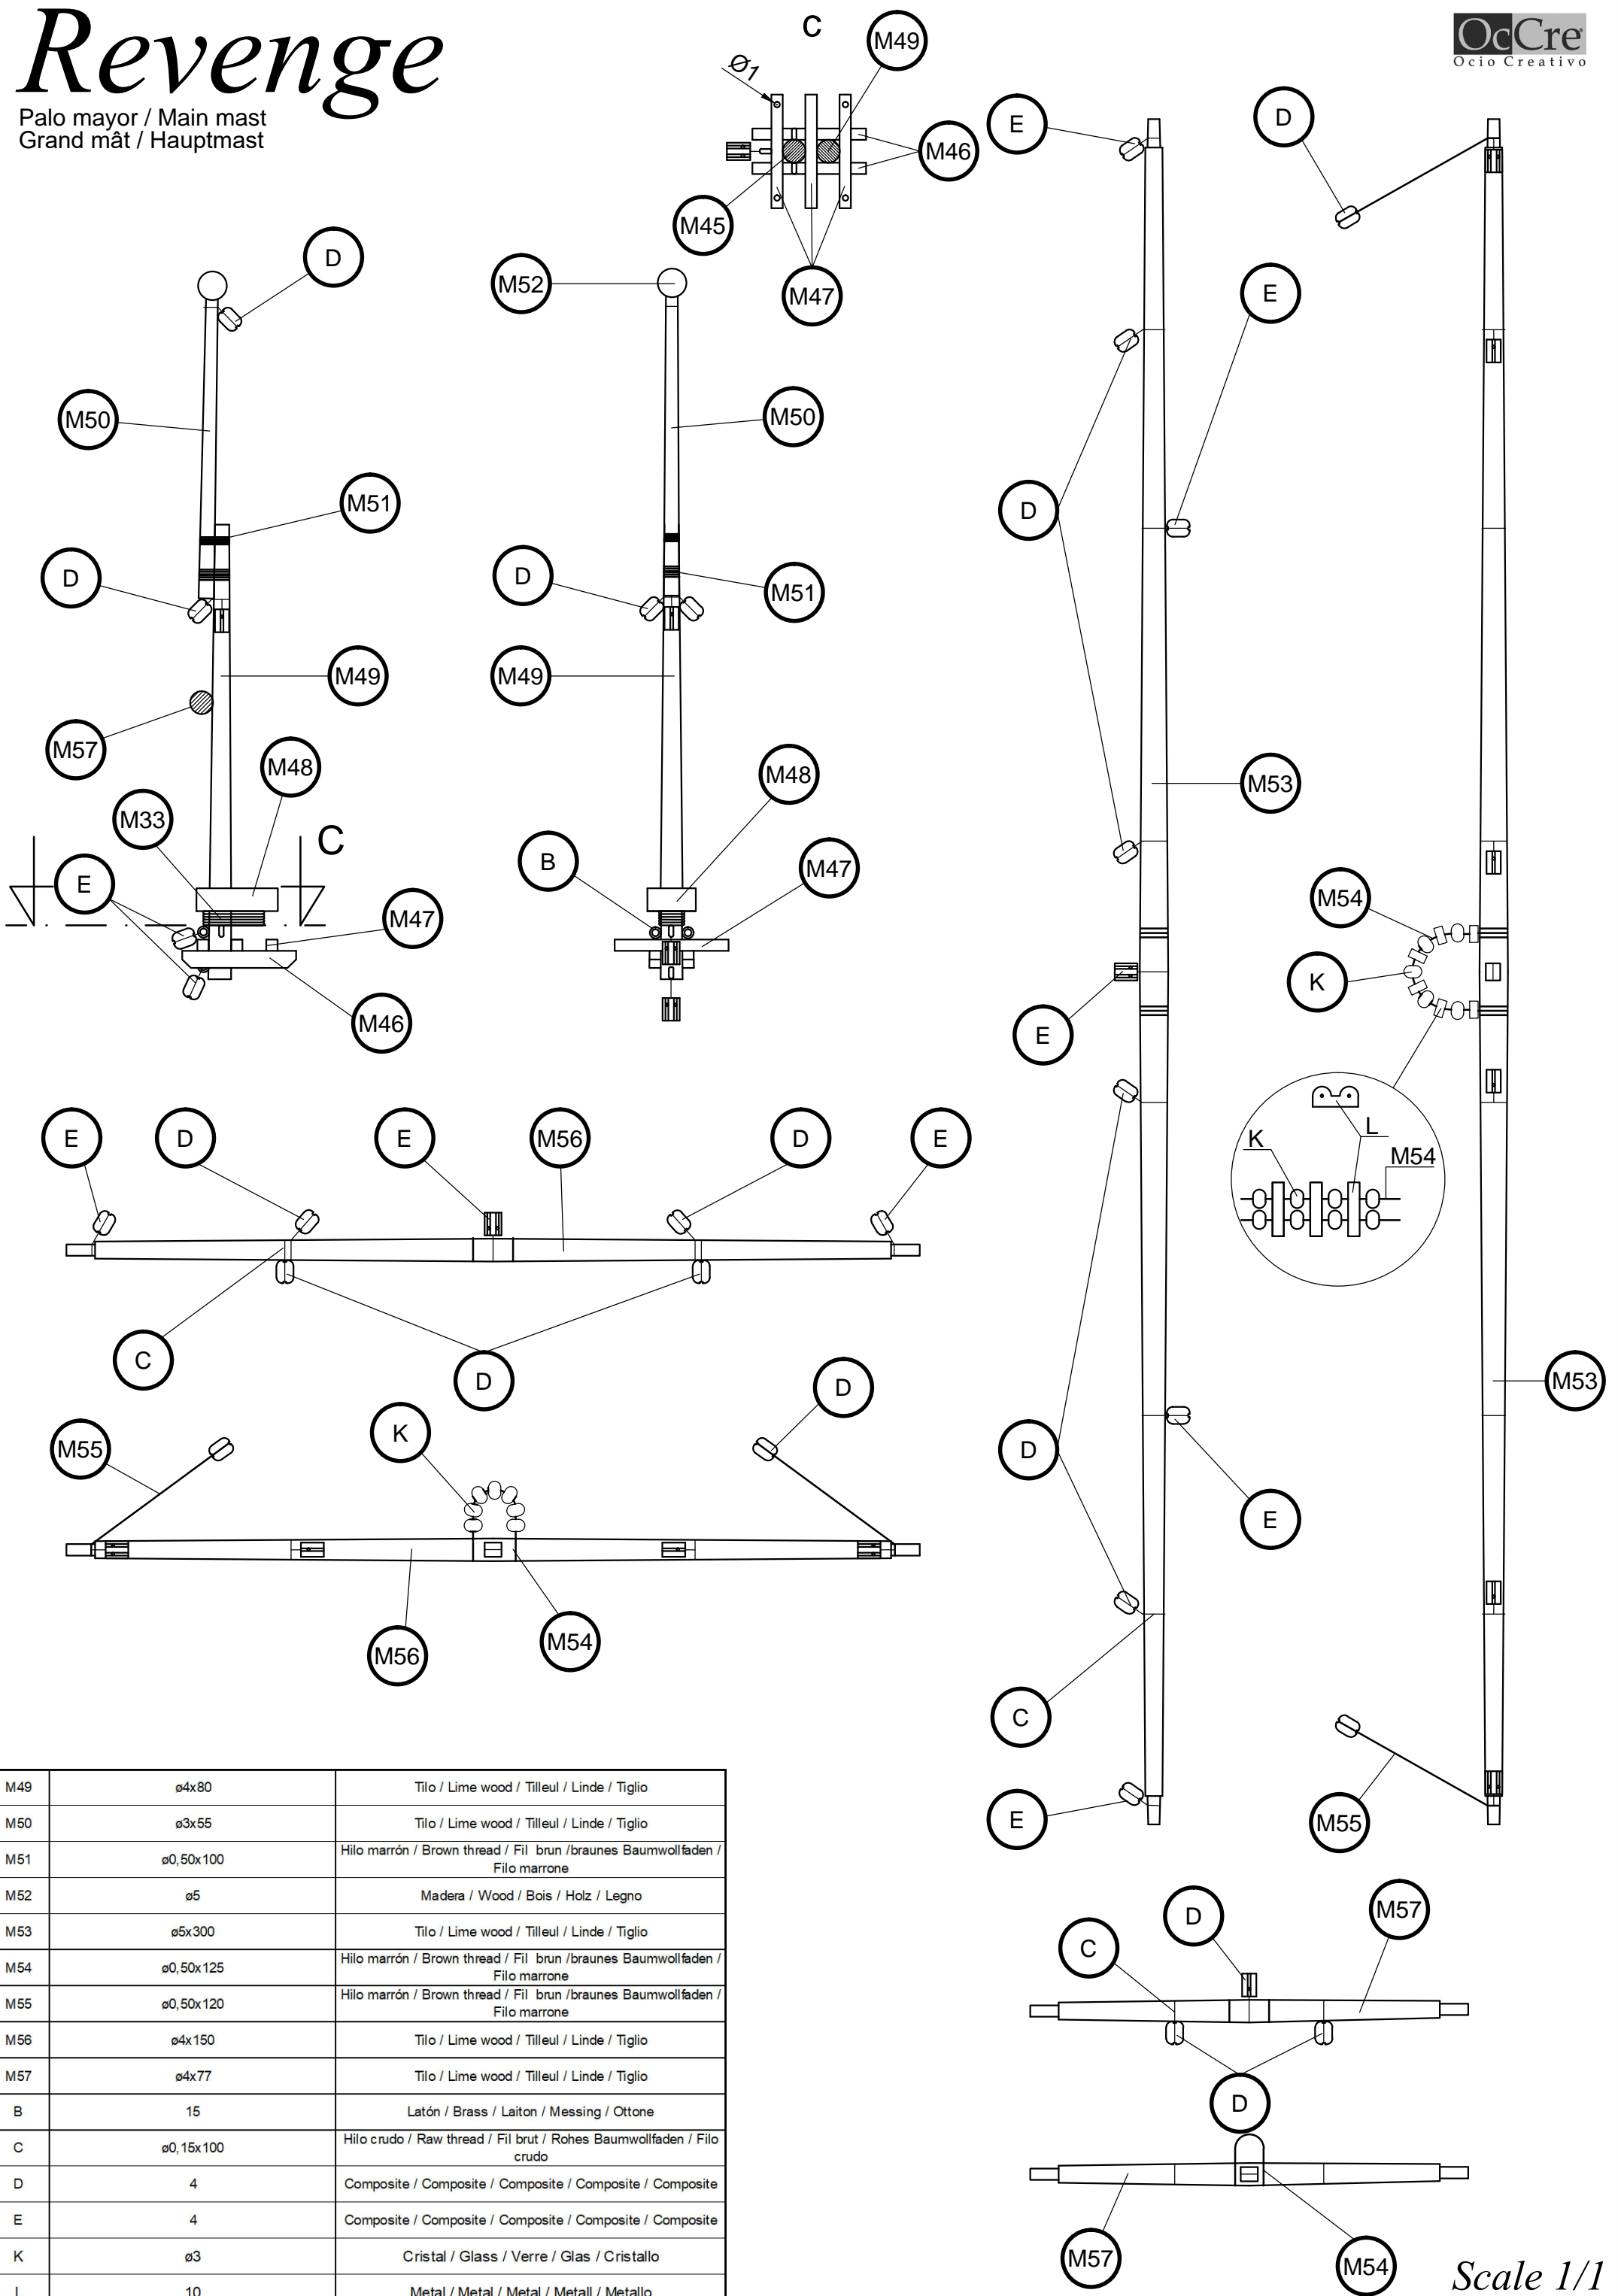 Revenge
Palo mayor / Main mast
Grand mât / Hauptmast
OcCre
Ocio Creativo
C
M49
Ø1
M46
M45
M47
E
D
D
M52
E
M50
M50
M51
D
D
D
M51
M49
M49
M57
M48
M48
M53
M33
C
B
M47
E
M47
M54
K
M46
E
E
D
E
M56
D
E
L
K
M54
C
D
D
M53
K
M55
D
E
M56
M54
C
E
M55
M49 ø4x80 Tilo / Lime wood / Tilleul / Linde / Tiglio
M50 ø3x55 Tilo / Lime wood / Tilleul / Linde / Tiglio
M51 ø0,50x100 Hilo marrón / Brown thread / Fil brun /braunes Baumwollfaden /
Filo marrone
M52 ø5 Madera / Wood / Bois / Holz / Legno
M53 ø5x300 Tilo / Lime wood / Tilleul / Linde / Tiglio
M54 ø0,50x125 Hilo marrón / Brown thread / Fil brun /braunes Baumwollfaden /
Filo marrone
M55 ø0,50x120 Hilo marrón / Brown thread / Fil brun /braunes Baumwollfaden /
Filo marrone
M56 ø4x150 Tilo / Lime wood / Tilleul / Linde / Tiglio
M57 ø4x77 Tilo / Lime wood / Tilleul / Linde / Tiglio
B 15 Latón / Brass / Laiton / Messing / Ottone
C ø0,15x100 Hilo crudo / Raw thread / Fil brut / Rohes Baumwollfaden / Filo
crudo
D 4 Composite / Composite / Composite / Composite / Composite
E 4 Composite / Composite / Composite / Composite / Composite
K ø3 Cristal / Glass / Verre / Glas / Cristallo
L 10 Metal / Metal / Metal / Metall / Metallo
D
M57
C
D
M57
M54
Scale 1/1